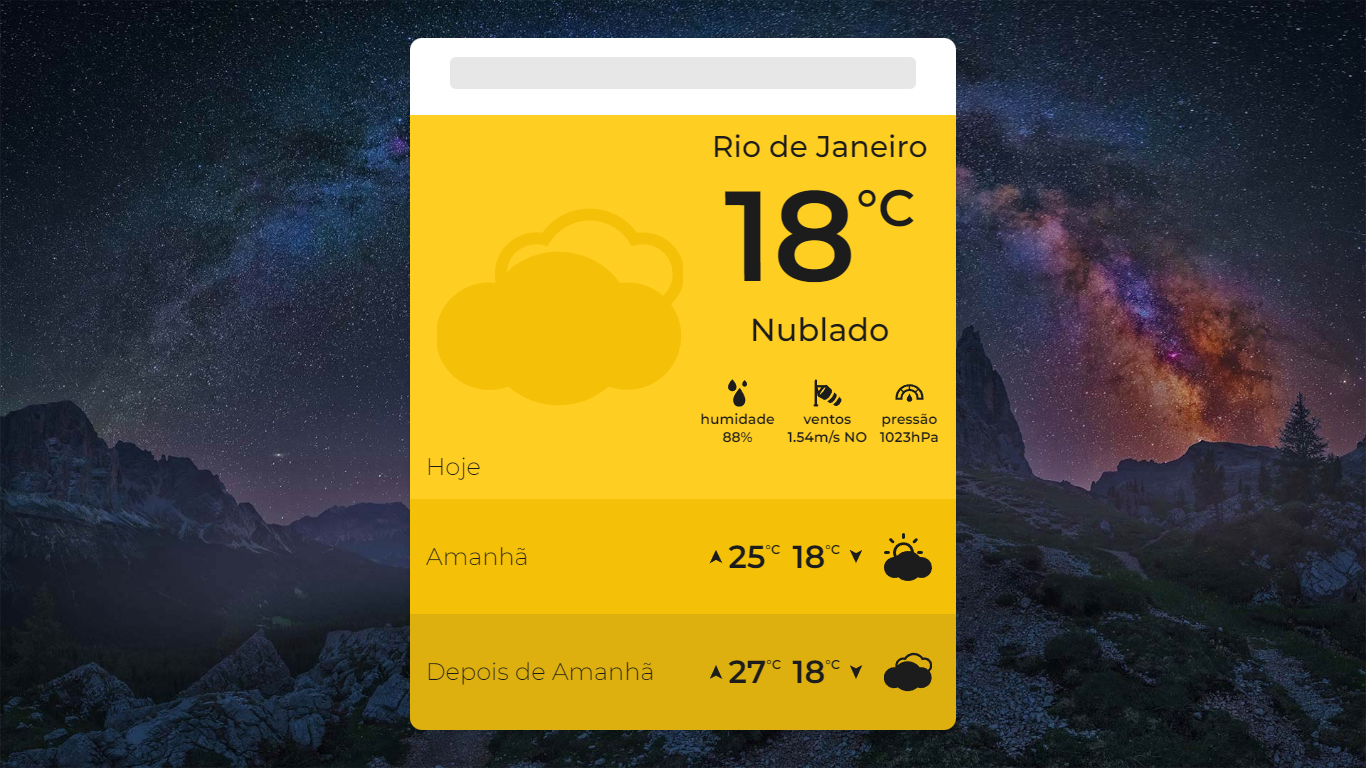 Rio de Janeiro
18°C
Nublado
humidade ventos pressão
88% 1.54m/s NO 1023hPa
Hoje
Amanhã 25°C 18°C
Depois de Amanhã 27°C 18°C